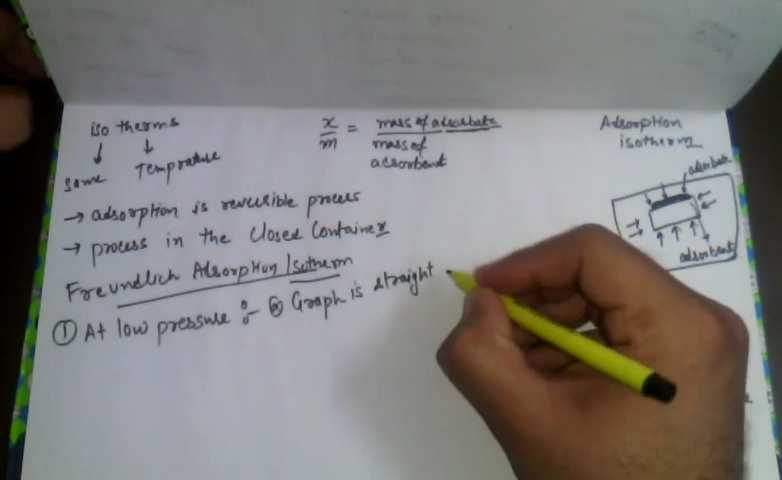 iso therms
same Temprature
x/m = mass of adsorbate / mass of adsorbent
Adsorption
isotherm
adsorbate
adsorbent
→ adsorption is reversible process
→ process in the closed container
Freundlich Adsorption Isotherm
① At low pressure :- Graph is straight